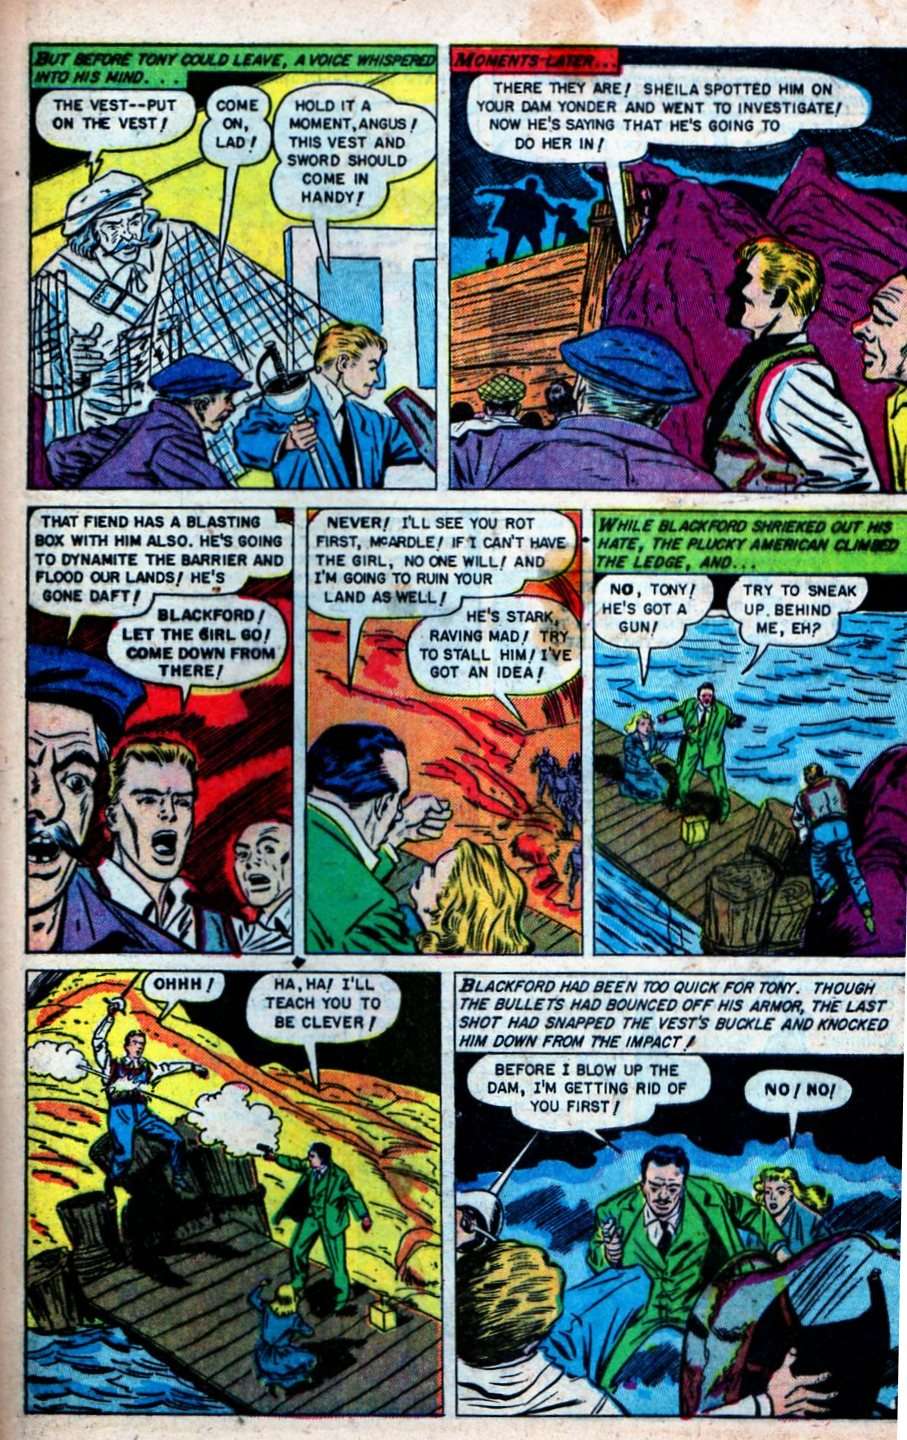 BUT BEFORE TONY COULD LEAVE, A VOICE WHISPERED
INTO HIS MIND. . .
THE VEST--PUT
ON THE VEST!
COME
ON,
LAD!
HOLD IT A
MOMENT, ANGUS!
THIS VEST AND
SWORD SHOULD
COME IN
HANDY!
MOMENTS-LATER...
THERE THEY ARE! SHEILA SPOTTED HIM ON
YOUR DAM YONDER AND WENT TO INVESTIGATE!
NOW HE'S SAYING THAT HE'S GOING TO
DO HER IN!
THAT FIEND HAS A BLASTING
BOX WITH HIM ALSO. HE'S GOING
TO DYNAMITE THE BARRIER AND
FLOOD OUR LANDS! HE'S
GONE DAFT!
BLACKFORD!
LET THE GIRL GO!
COME DOWN FROM
THERE!
NEVER! I'LL SEE YOU ROT
FIRST, MCARDLE! IF I CAN'T HAVE
THE GIRL, NO ONE WILL! AND
I'M GOING TO RUIN YOUR
LAND AS WELL!
HE'S STARK,
RAVING MAD! TRY
TO STALL HIM! I'VE
GOT AN IDEA!
WHILE BLACKFORD SHRIEKED OUT HIS
HATE, THE PLUCKY AMERICAN CLIMBED
THE LEDGE, AND...
NO, TONY!
HE'S GOT A
GUN!
TRY TO SNEAK
UP BEHIND
ME, EH?
OHHH!
HA, HA! I'LL
TEACH YOU TO
BE CLEVER!
BLACKFORD HAD BEEN TOO QUICK FOR TONY. THOUGH
THE BULLETS HAD BOUNCED OFF HIS ARMOR, THE LAST
SHOT HAD SNAPPED THE VEST'S BUCKLE AND KNOCKED
HIM DOWN FROM THE IMPACT!
BEFORE I BLOW UP THE
DAM, I'M GETTING RID OF
YOU FIRST!
NO! NO!